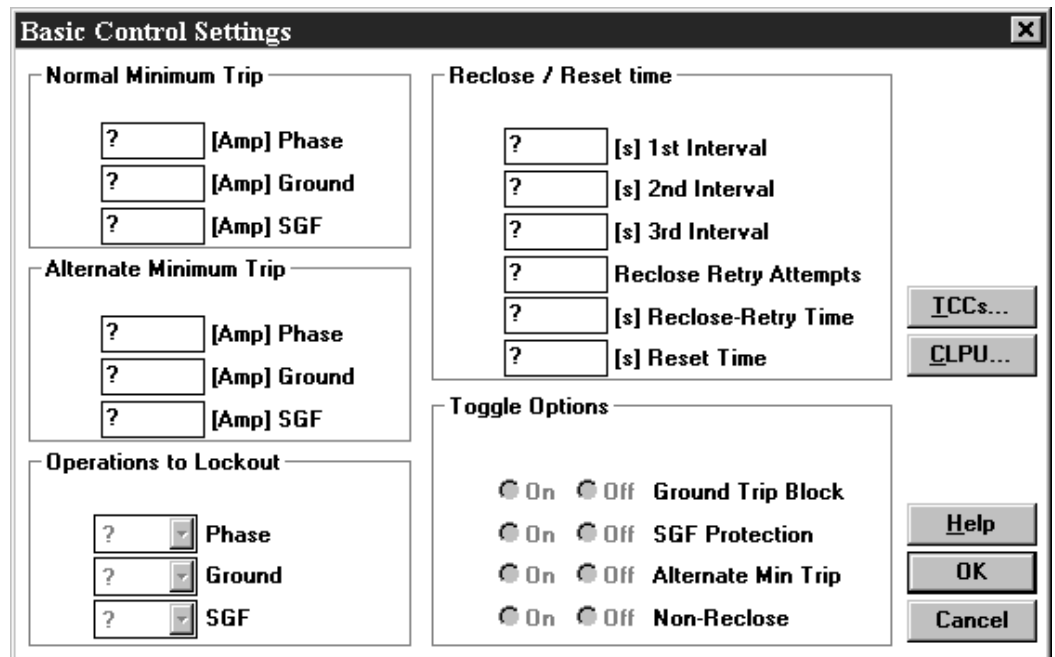 Basic Control Settings
Normal Minimum Trip
? [Amp] Phase
? [Amp] Ground
? [Amp] SGF
Alternate Minimum Trip
? [Amp] Phase
? [Amp] Ground
? [Amp] SGF
Operations to Lockout
? Phase
? Ground
? SGF
Reclose / Reset time
? [s] 1st Interval
? [s] 2nd Interval
? [s] 3rd Interval
? Reclose Retry Attempts
? [s] Reclose-Retry Time
? [s] Reset Time
Toggle Options
On Off Ground Trip Block
On Off SGF Protection
On Off Alternate Min Trip
On Off Non-Reclose
TCCs...
CLPU...
Help
OK
Cancel